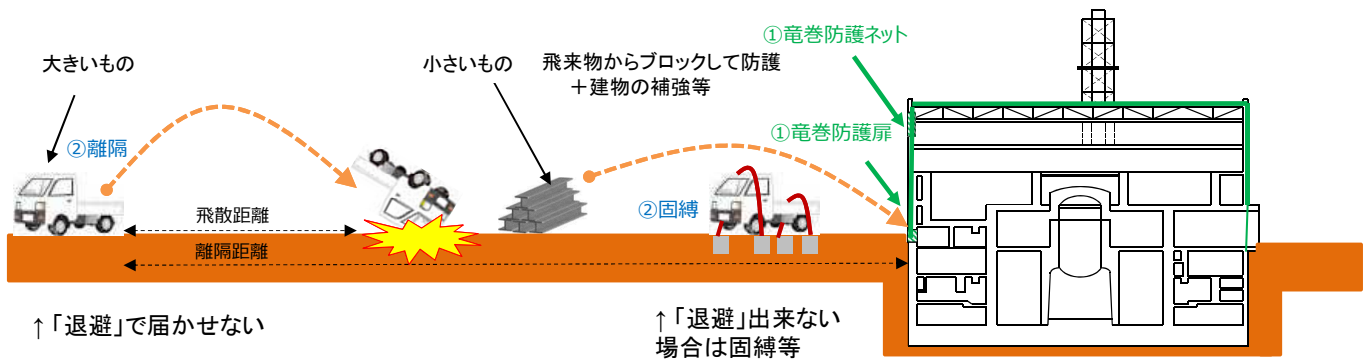 ①竜巻防護ネット
大きいもの
小さいもの
飛来物からブロックして防護
+建物の補強等
①竜巻防護扉
②離隔
②固縛
飛散距離
離隔距離
↑「退避」で届かせない
↑「退避」出来ない
場合は固縛等